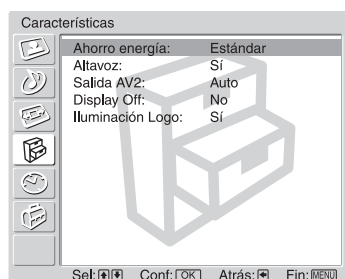 Características
Ahorro energía: Estándar
Altavoz: Sí
Salida AV2: Auto
Display Off: No
Iluminación Logo: Sí
Sel: Conf: OK Atrás: Fin: MENU